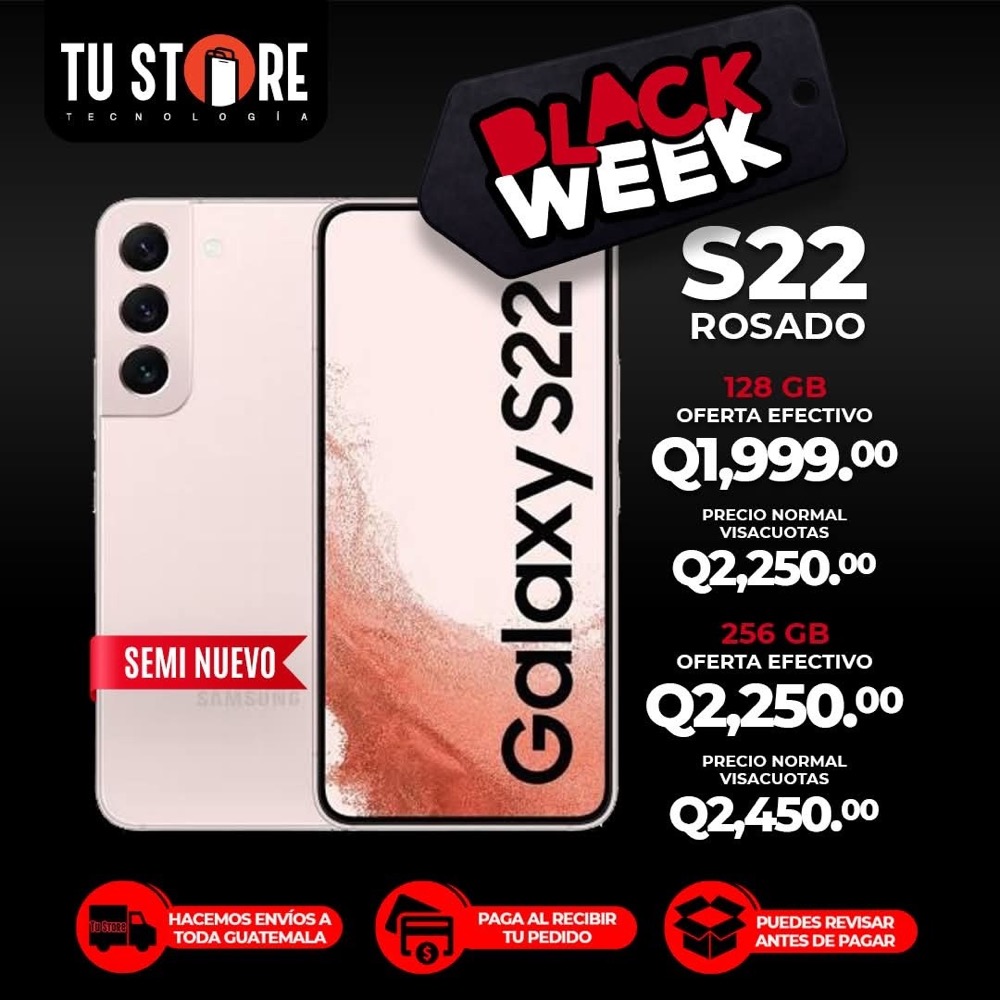 TU STORE
TECNOLOGÍA
BLACK
WEEK
S22
ROSADO
128 GB
OFERTA EFECTIVO
Q1,999.00
PRECIO NORMAL
VISACUOTAS
Q2,250.00
256 GB
OFERTA EFECTIVO
Q2,250.00
PRECIO NORMAL
VISACUOTAS
Q2,450.00
Galaxy S22
SEMI NUEVO
SAMSUNG
Tu Store
HACEMOS ENVÍOS A
TODA GUATEMALA
$
PAGA AL RECIBIR
TU PEDIDO
PUEDES REVISAR
ANTES DE PAGAR